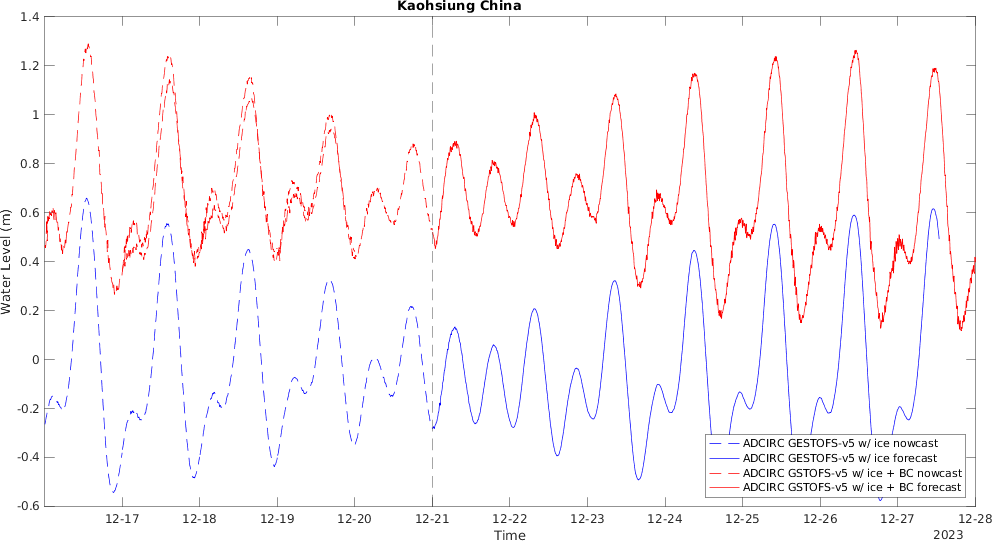 Kaohsiung China
Water Level (m)
1.4
1.2
1
0.8
0.6
0.4
0.2
0
-0.2
-0.4
-0.6
ADCIRC GESTOFS-v5 w/ ice nowcast
ADCIRC GESTOFS-v5 w/ ice forecast
ADCIRC GSTOFS-v5 w/ ice + BC nowcast
ADCIRC GSTOFS-v5 w/ ice + BC forecast
12-17 12-18 12-19 12-20 12-21 12-22 12-23 12-24 12-25 12-26 12-27 12-28
Time
2023